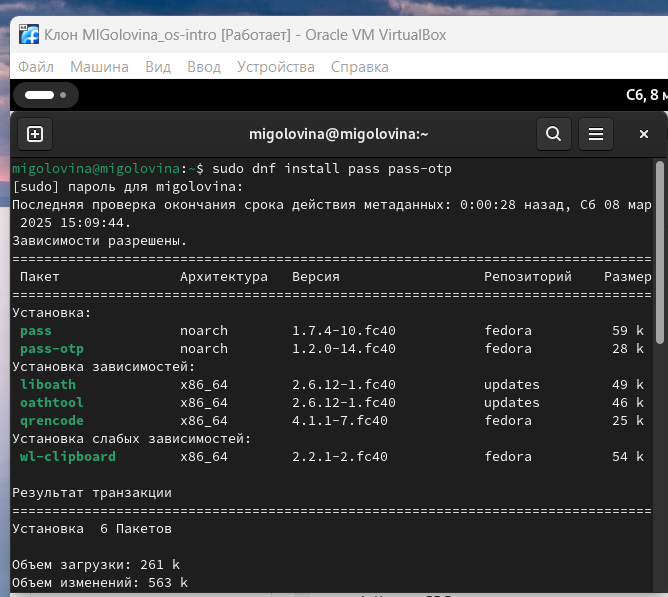 Клон MIGolovina_os-intro [Работает] - Oracle VM VirtualBox
Файл Машина Вид Ввод Устройства Справка
Сб, 8 м
migolovina@migolovina:~
migolovina@migolovina:~$ sudo dnf install pass pass-otp
[sudo] пароль для migolovina:
Последняя проверка окончания срока действия метаданных: 0:00:28 назад, Сб 08 мар
2025 15:09:44.
Зависимости разрешены.
================================================================================
Пакет Архитектура Версия Репозиторий Размер
================================================================================
Установка:
pass noarch 1.7.4-10.fc40 fedora 59 k
pass-otp noarch 1.2.0-14.fc40 fedora 28 k
Установка зависимостей:
liboath x86_64 2.6.12-1.fc40 updates 49 k
oathtool x86_64 2.6.12-1.fc40 updates 46 k
qrencode x86_64 4.1.1-7.fc40 fedora 25 k
Установка слабых зависимостей:
wl-clipboard x86_64 2.2.1-2.fc40 fedora 54 k
Результат транзакции
================================================================================
Установка 6 Пакетов
Объем загрузки: 261 k
Объем изменений: 563 k